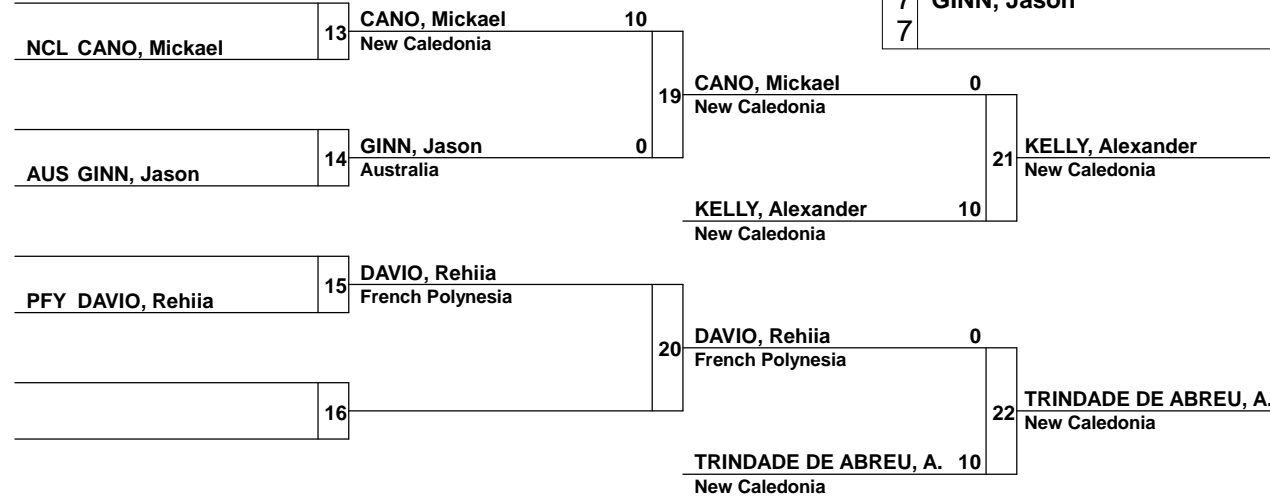 7 GINN, Jason
7
13 CANO, Mickael 10
NCL CANO, Mickael
New Caledonia
19
CANO, Mickael 0
New Caledonia
14 GINN, Jason 0
AUS GINN, Jason
Australia
21
KELLY, Alexander
New Caledonia
KELLY, Alexander 10
New Caledonia
15 DAVIO, Rehiia
PFY DAVIO, Rehiia
French Polynesia
20
DAVIO, Rehiia 0
French Polynesia
16
22
TRINDADE DE ABREU, A.
New Caledonia
TRINDADE DE ABREU, A. 10
New Caledonia